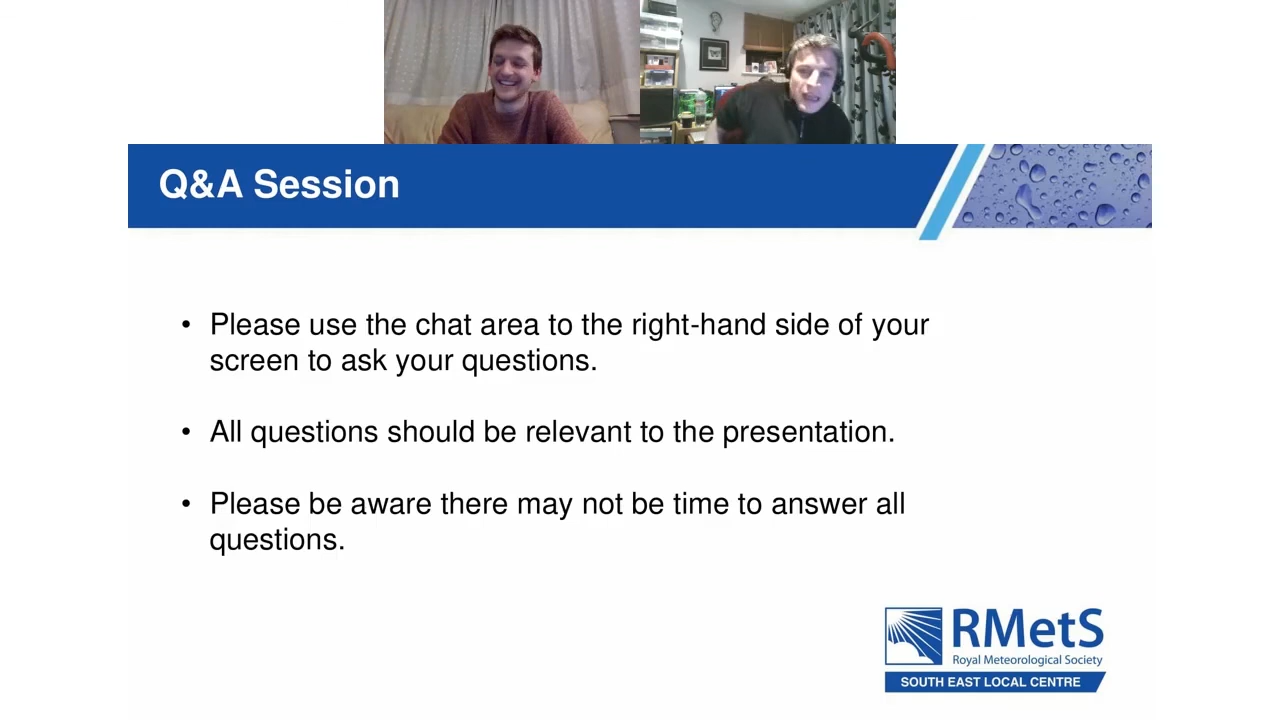 Q&A Session
• Please use the chat area to the right-hand side of your
screen to ask your questions.
• All questions should be relevant to the presentation.
• Please be aware there may not be time to answer all
questions.
RMetS
Royal Meteorological Society
SOUTH EAST LOCAL CENTRE